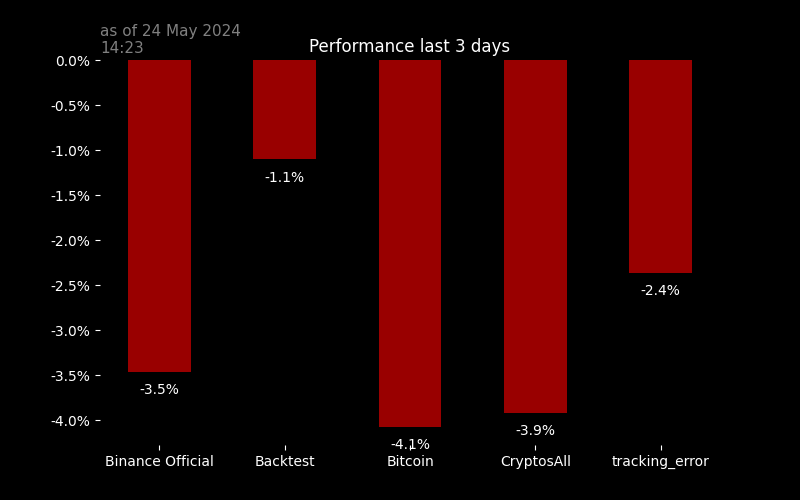 as of 24 May 2024
14:23
Performance last 3 days
0.0%
-0.5%
-1.0%
-1.5%
-2.0%
-2.5%
-3.0%
-3.5%
-4.0%
-3.5%
-1.1%
-4.1%
-3.9%
-2.4%
Binance Official
Backtest
Bitcoin
CryptosAll
tracking_error